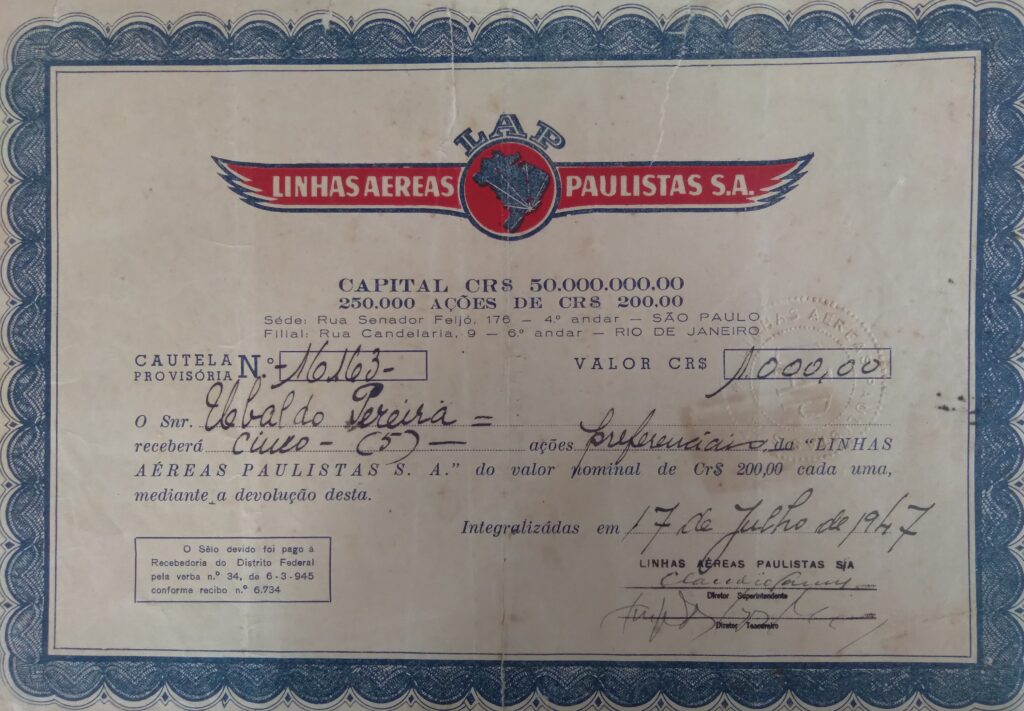 LAP
LINHAS AEREAS PAULISTAS S.A.
CAPITAL CR$ 50.000.000.00
250.000 AÇÕES DE CR$ 200.00
Séde: Rua Senador Feijó, 176 — 4.º andar — SÃO PAULO
Filial: Rua Candelaria, 9 — 6.º andar — RIO DE JANEIRO
CAUTELA PROVISÓRIA N.º -16163- VALOR CR$ 1.000,00
O Snr. Ubaldo Pereira =
receberá cinco - (5) — ações preferenciais da "LINHAS
AÉREAS PAULISTAS S. A." do valor nominal de Cr$ 200,00 cada uma,
mediante a devolução desta.
Integralizádas em 17 de Julho de 1947
O Sêlo devido foi pago à
Recebedoria do Distrito Federal
pela verba n.º 34, de 6-3-945
conforme recibo n.º 6.734
LINHAS AÉREAS PAULISTAS S/A
Diretor Superintendente
Diretor Tesoureiro